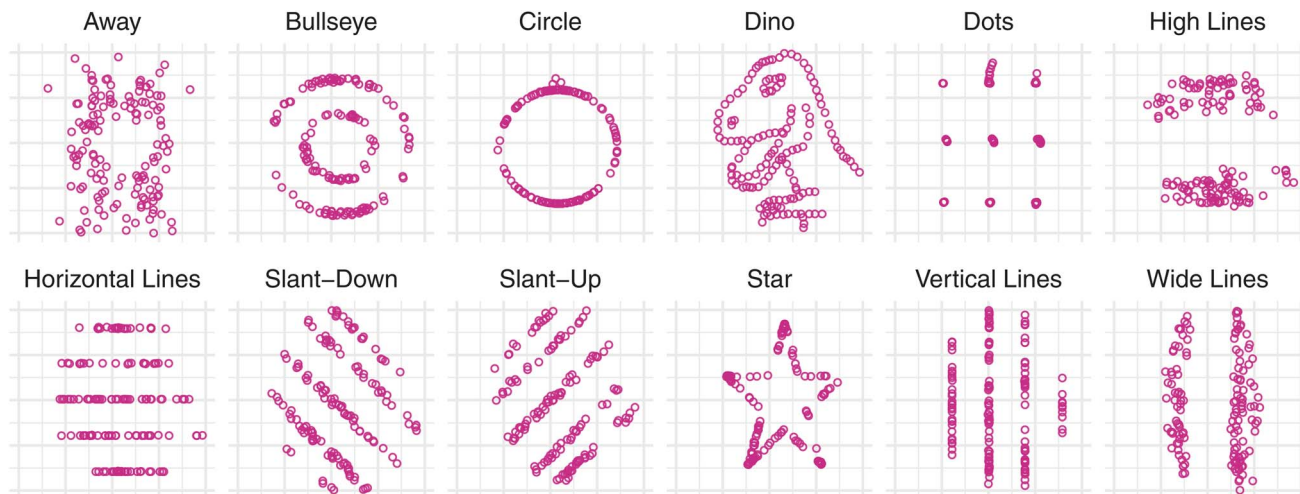 Away Bullseye Circle Dino Dots High Lines
Horizontal Lines Slant-Down Slant-Up Star Vertical Lines Wide Lines